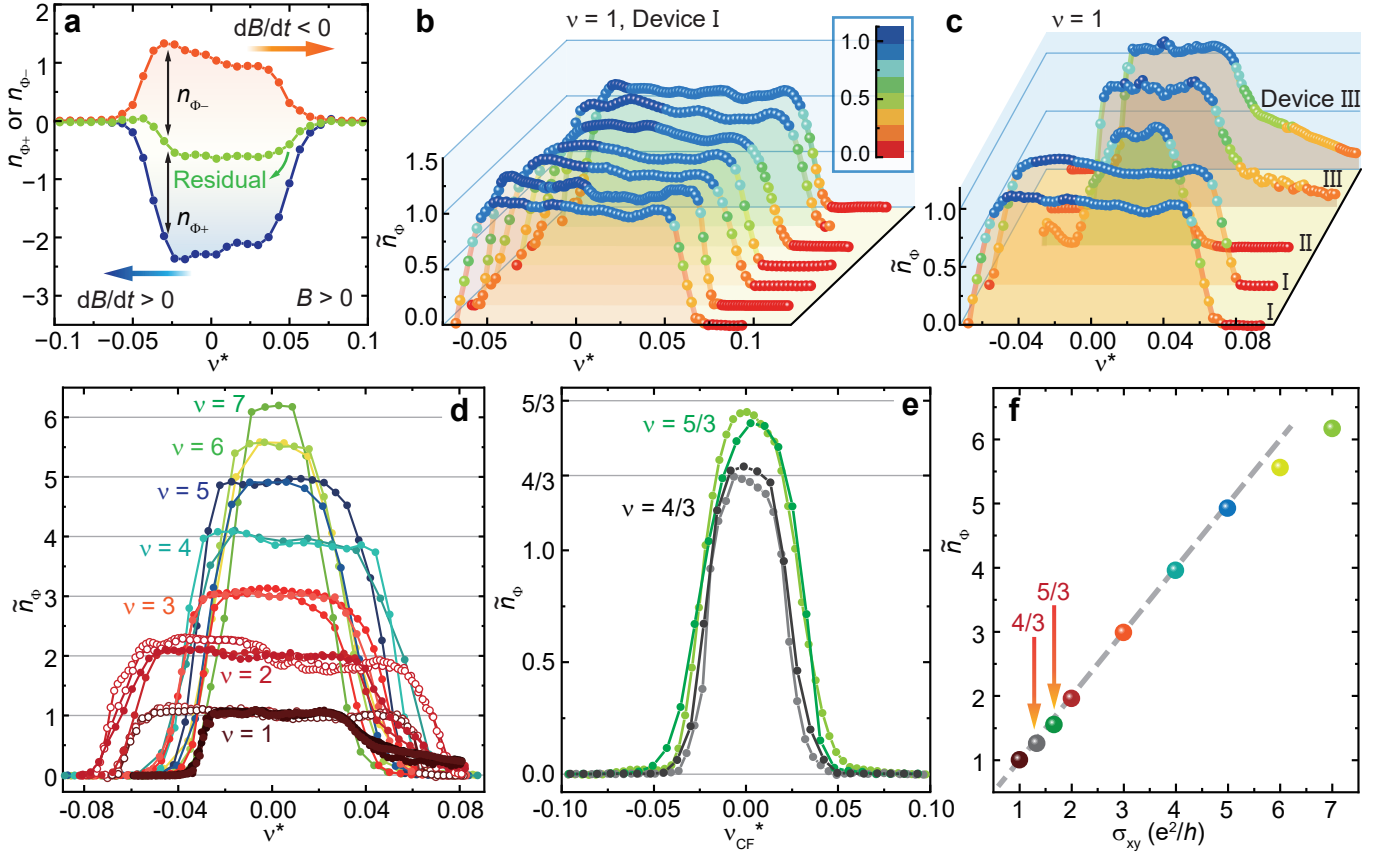 a
dB/dt < 0
n_Φ+ or n_Φ−
n_Φ−
Residual
n_Φ+
dB/dt > 0
B > 0
2
1
0
−1
−2
−3
−0.1
−0.05
0
0.05
0.1
ν*
b
ν = 1, Device I
1.0
0.5
0.0
1.5
1.0
0.5
0.0
ñ_Φ
-0.05
0.00
0.05
0.1
ν*
c
ν = 1
Device III
III
II
I
I
1.0
0.5
0.0
ñ_Φ
-0.04
0.00
0.04
0.08
ν*
d
ν = 7
ν = 6
ν = 5
ν = 4
ν = 3
ν = 2
ν = 1
6
5
4
3
2
1
0
ñ_Φ
-0.08
-0.04
0.00
0.04
0.08
ν*
e
ν = 5/3
ν = 4/3
5/3
4/3
1.0
0.5
0.0
ñ_Φ
-0.10
-0.05
0.00
0.05
0.10
ν_CF*
f
5/3
4/3
7
6
5
4
3
2
1
ñ_Φ
1
2
3
4
5
6
7
σ_xy (e²/h)